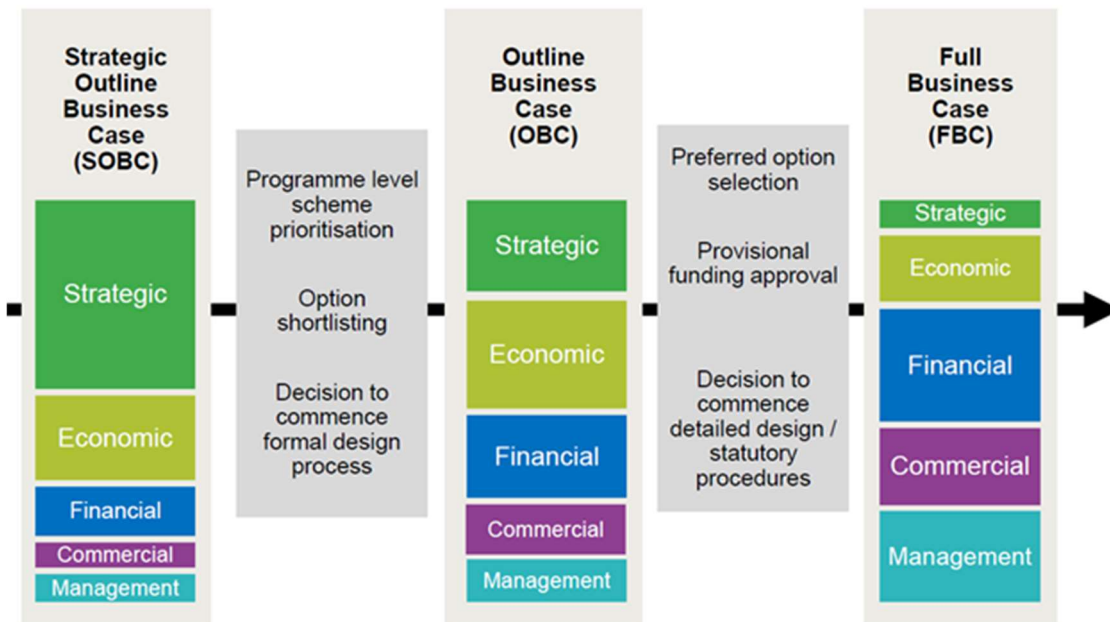 Strategic
Outline
Business
Case
(SOBC)
Strategic
Economic
Financial
Commercial
Management
Programme level
scheme
prioritisation
Option
shortlisting
Decision to
commence
formal design
process
Outline
Business
Case
(OBC)
Strategic
Economic
Financial
Commercial
Management
Preferred option
selection
Provisional
funding approval
Decision to
commence
detailed design /
statutory
procedures
Full
Business
Case
(FBC)
Strategic
Economic
Financial
Commercial
Management